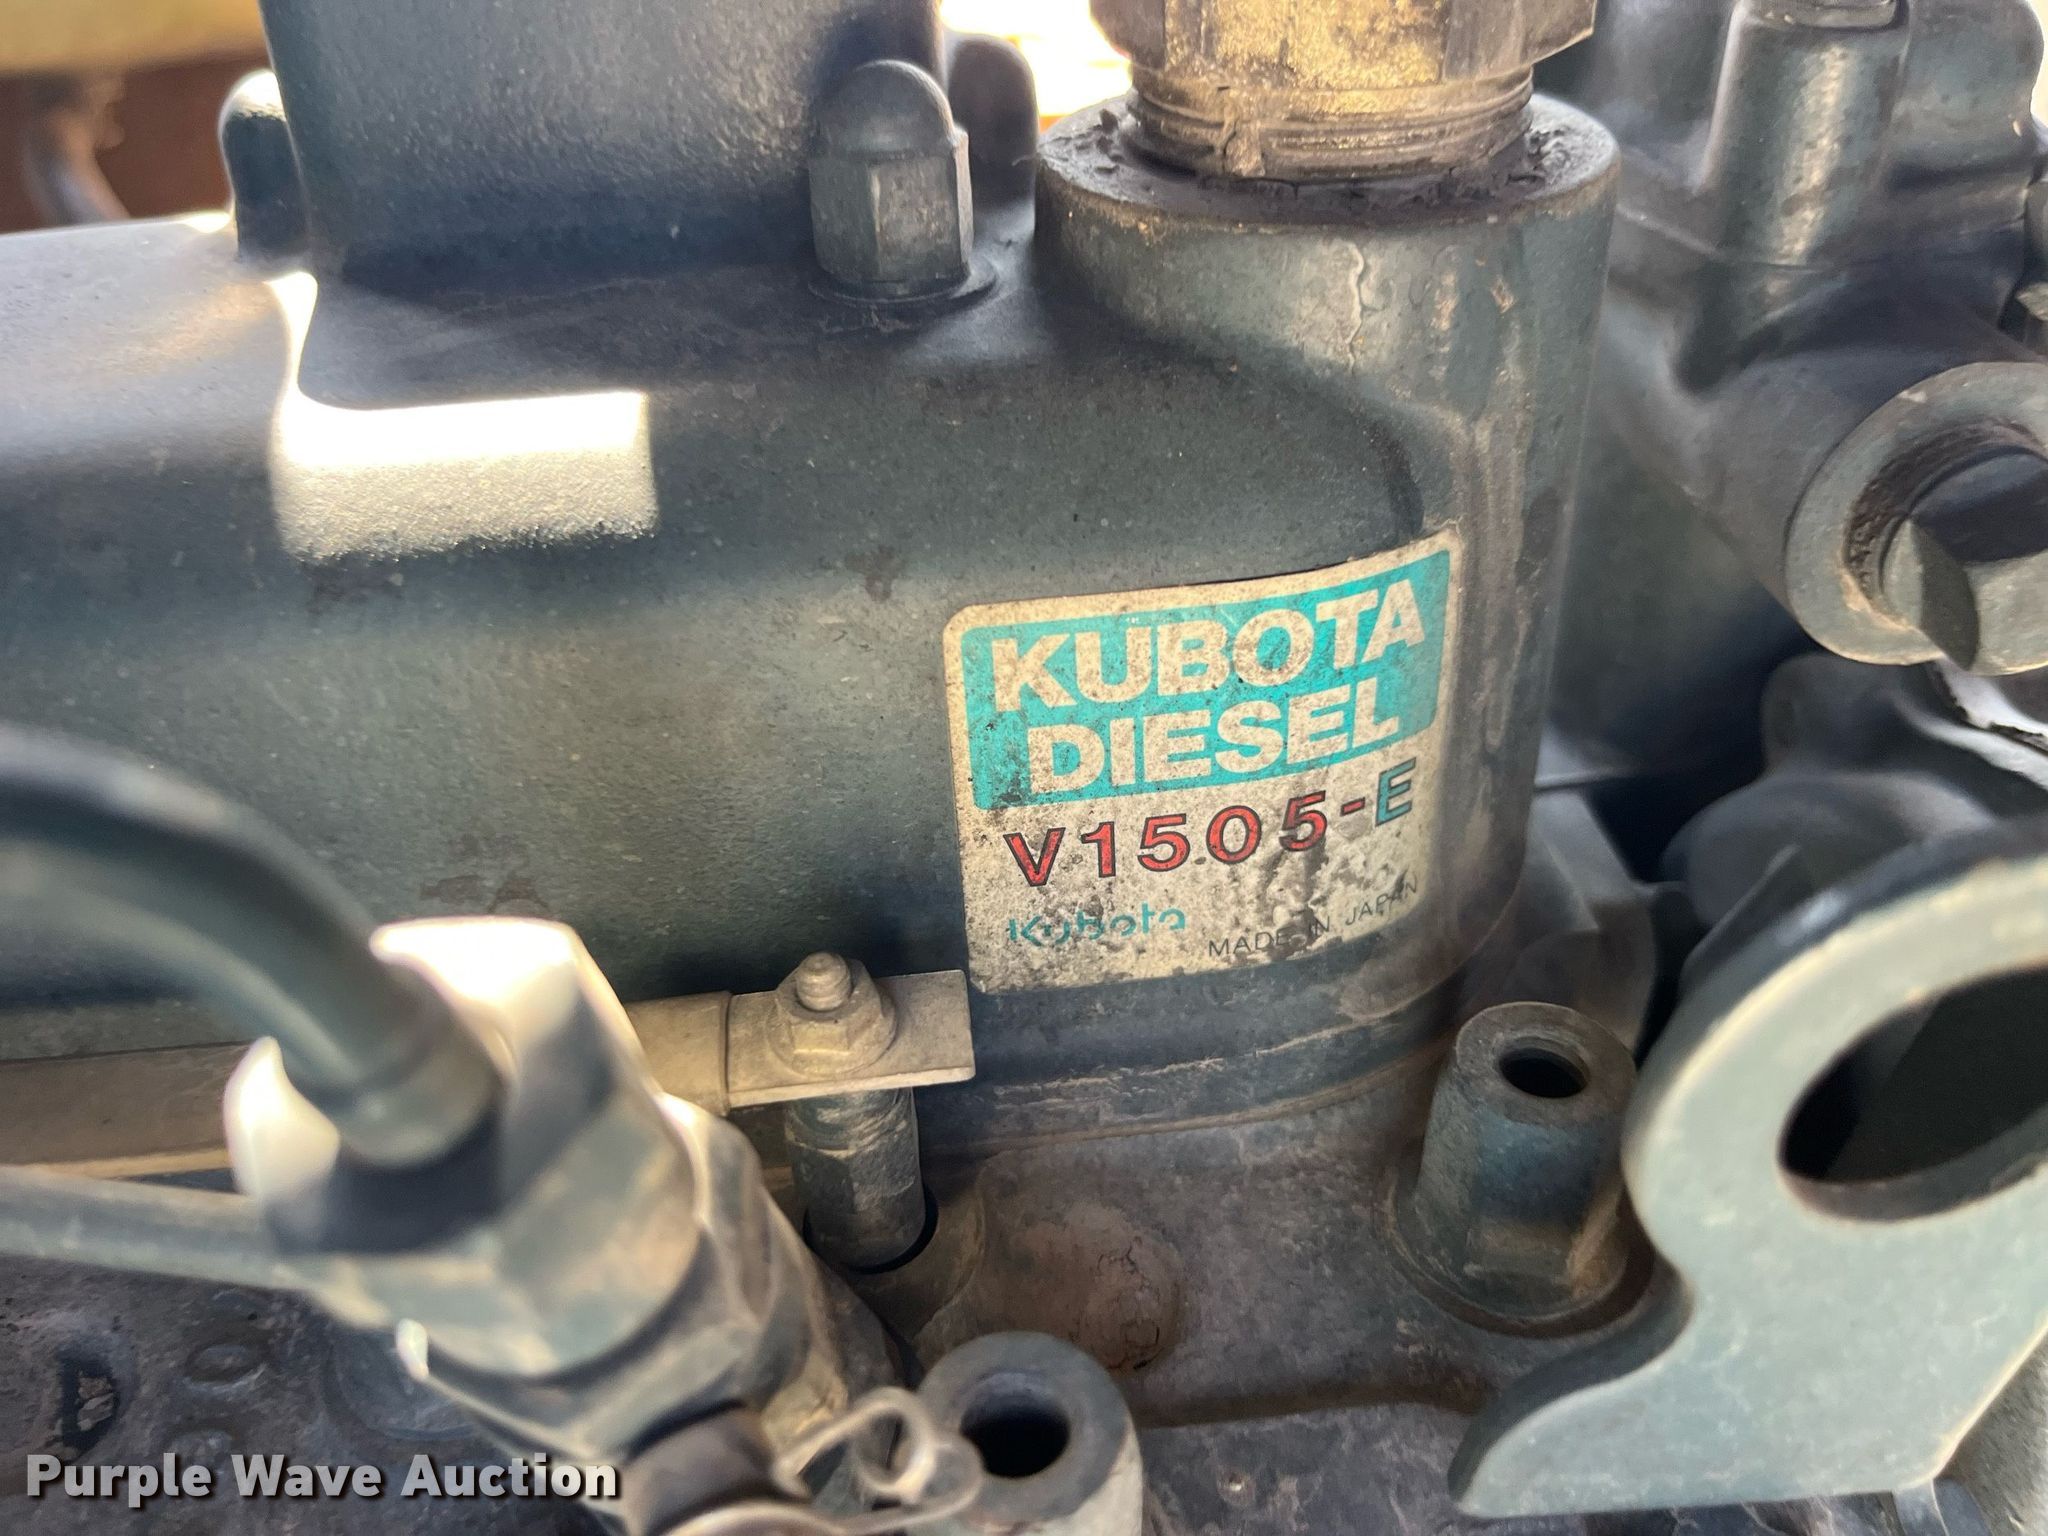 KUBOTA
DIESEL
V1505-E
Kubota MADE IN JAPAN
Purple Wave Auction